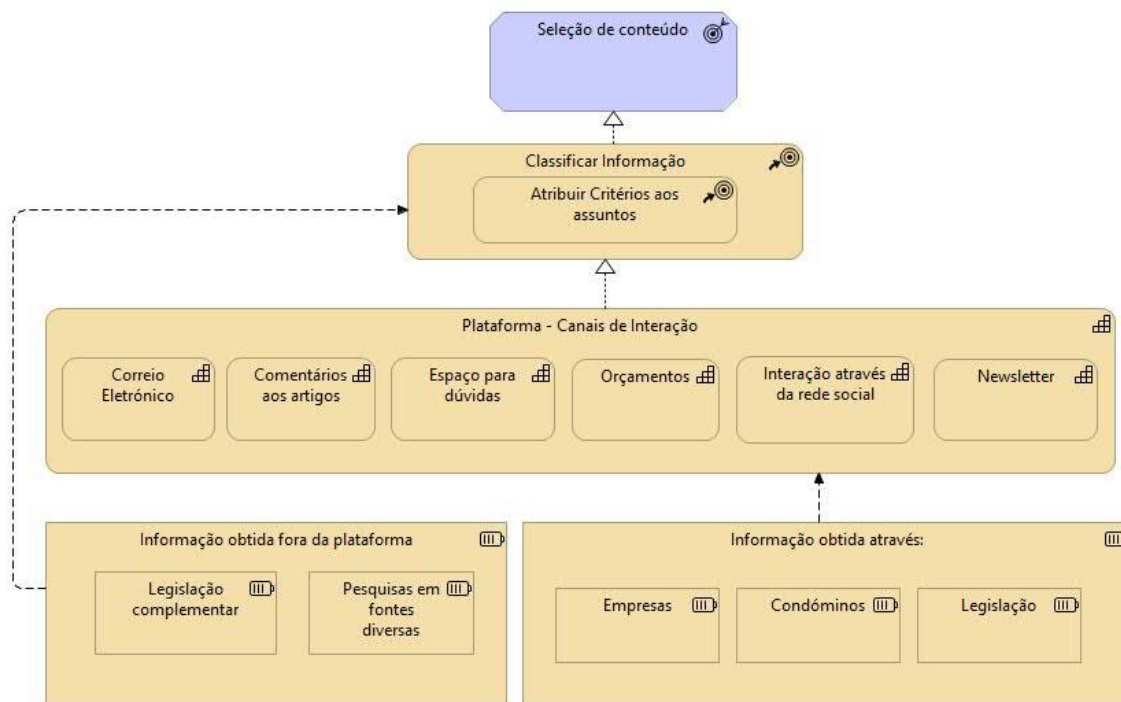 Seleção de conteúdo
Classificar Informação
Atribuir Critérios aos
assuntos
Plataforma - Canais de Interação
Correio
Eletrónico
Comentários
aos artigos
Espaço para
dúvidas
Orçamentos
Interação através
da rede social
Newsletter
Informação obtida fora da plataforma
Legislação
complementar
Pesquisas em
fontes
diversas
Informação obtida através:
Empresas
Condóminos
Legislação